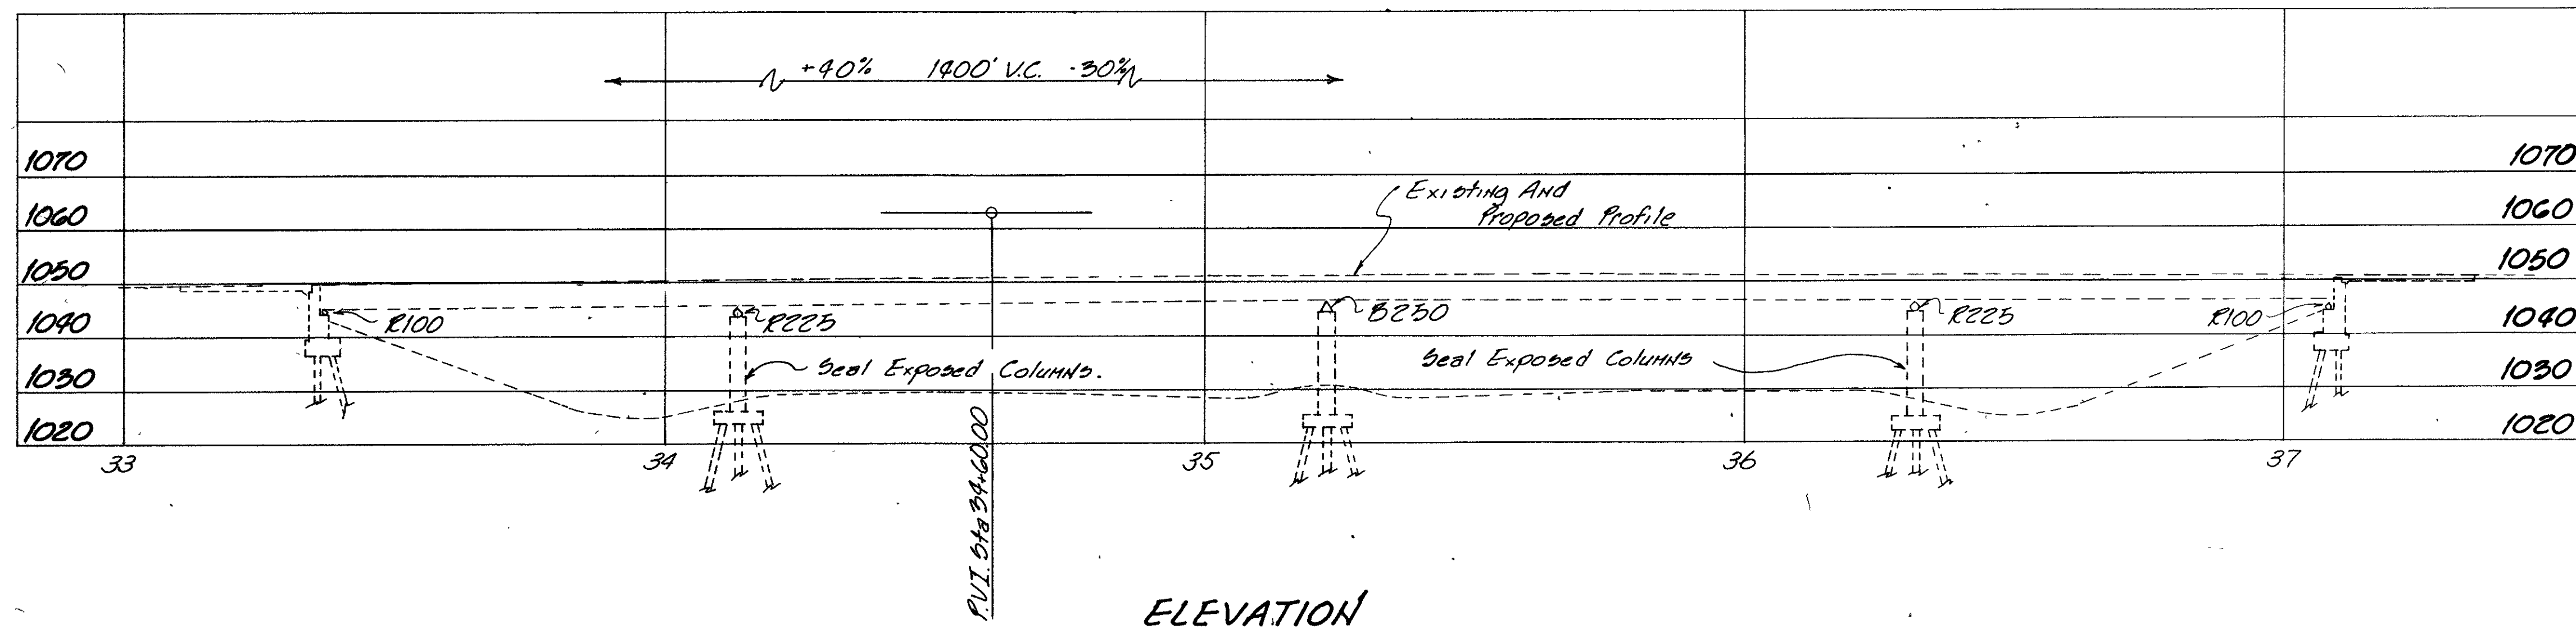 +40% 1400' V.C. -30%
1070 1070
Existing And
Proposed Profile
1060 1060
1050 1050
R100 R225 B250 R225 R100
1040 1040
Seal Exposed Columns. Seal Exposed Columns
1030 1030
1020 1020
33 34 35 36 37
P.V.I. Sta 34+60.00
ELEVATION